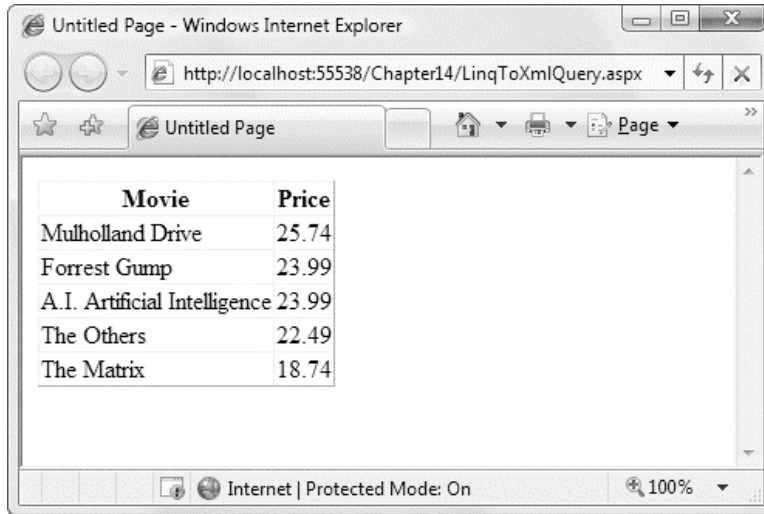 Untitled Page - Windows Internet Explorer
http://localhost:55538/Chapter14/LinqToXmlQuery.aspx
Untitled Page
Page
Movie Price
Mulholland Drive 25.74
Forrest Gump 23.99
A.I. Artificial Intelligence 23.99
The Others 22.49
The Matrix 18.74
Internet | Protected Mode: On
100%